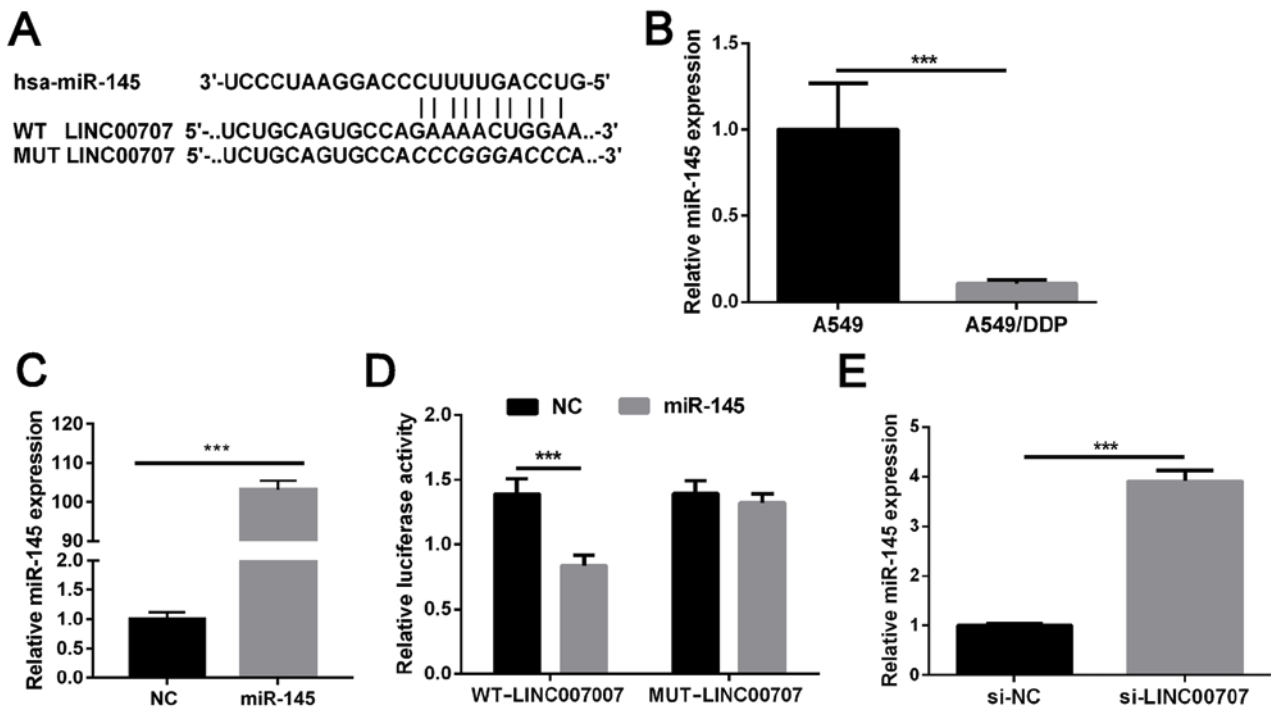 A
hsa-miR-145 3'-UCCCUAAGGACCCUUUUGACCUG-5'
WT LINC00707 5'-..UCUGCAGUGCCAGAAAACUGGAA..-3'
MUT LINC00707 5'-..UCUGCAGUGCCACCCGGGACCCA..-3'
B
Relative miR-145 expression
1.5
1.0
0.5
0.0
***
A549 A549/DDP
C
Relative miR-145 expression
120
110
100
90
2.0
1.5
1.0
0.5
0.0
***
NC miR-145
D
NC miR-145
Relative luciferase activity
2.0
1.5
1.0
0.5
0.0
***
WT-LINC007007 MUT-LINC00707
E
Relative miR-145 expression
5
4
3
2
1
0
***
si-NC si-LINC00707